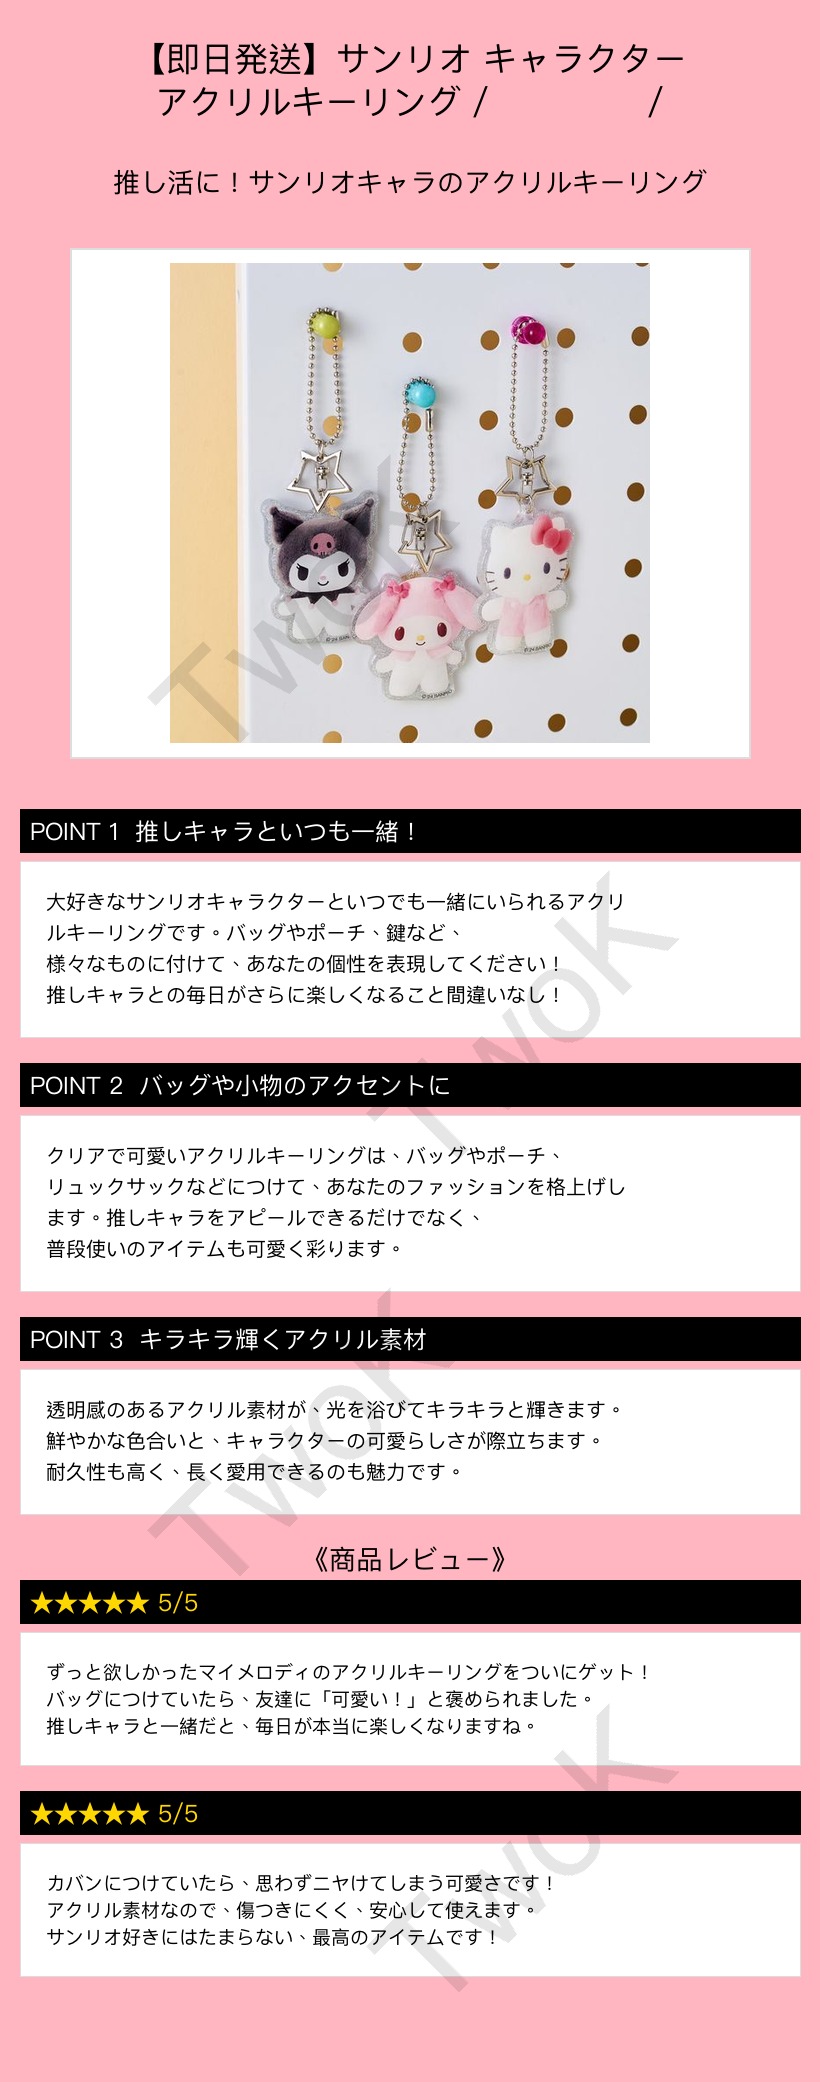 【即日発送】サンリオ キャラクター
アクリルキーリング / /
推し活に！サンリオキャラのアクリルキーリング
TwoK
POINT 1 推しキャラといつも一緒！
大好きなサンリオキャラクターといつでも一緒にいられるアクリ
ルキーリングです。バッグやポーチ、鍵など、
様々なものに付けて、あなたの個性を表現してください！
推しキャラとの毎日がさらに楽しくなること間違いなし！
TwoK
POINT 2 バッグや小物のアクセントに
クリアで可愛いアクリルキーリングは、バッグやポーチ、
リュックサックなどにつけて、あなたのファッションを格上げし
ます。推しキャラをアピールできるだけでなく、
普段使いのアイテムも可愛く彩ります。
POINT 3 キラキラ輝くアクリル素材
透明感のあるアクリル素材が、光を浴びてキラキラと輝きます。
鮮やかな色合いと、キャラクターの可愛らしさが際立ちます。
耐久性も高く、長く愛用できるのも魅力です。
TwoK
《商品レビュー》
★★★★★ 5/5
ずっと欲しかったマイメロディのアクリルキーリングをついにゲット！
バッグにつけていたら、友達に「可愛い！」と褒められました。
推しキャラと一緒だと、毎日が本当に楽しくなりますね。
★★★★★ 5/5
カバンにつけていたら、思わずニヤけてしまう可愛さです！
アクリル素材なので、傷つきにくく、安心して使えます。
サンリオ好きにはたまらない、最高のアイテムです！
TwoK